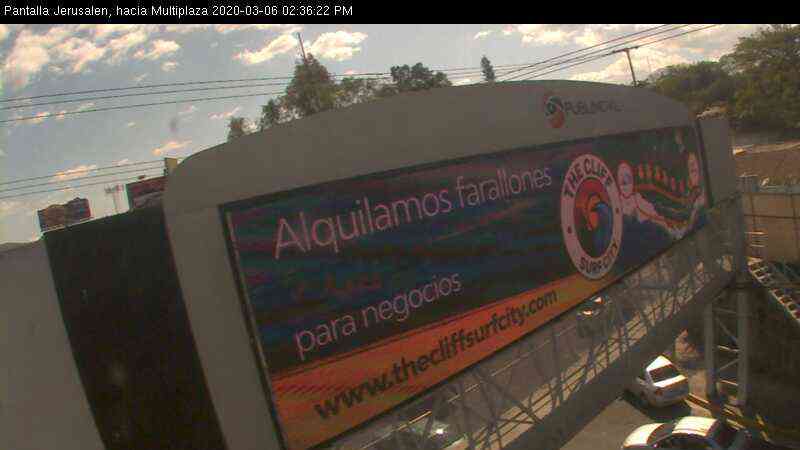 Pantalla Jerusalen, hacia Multiplaza 2020-03-06 02:36:22 PM
Alquilamos farallones
para negocios
www.thecliffsurfcity.com
THE CLIFF
SURF CITY